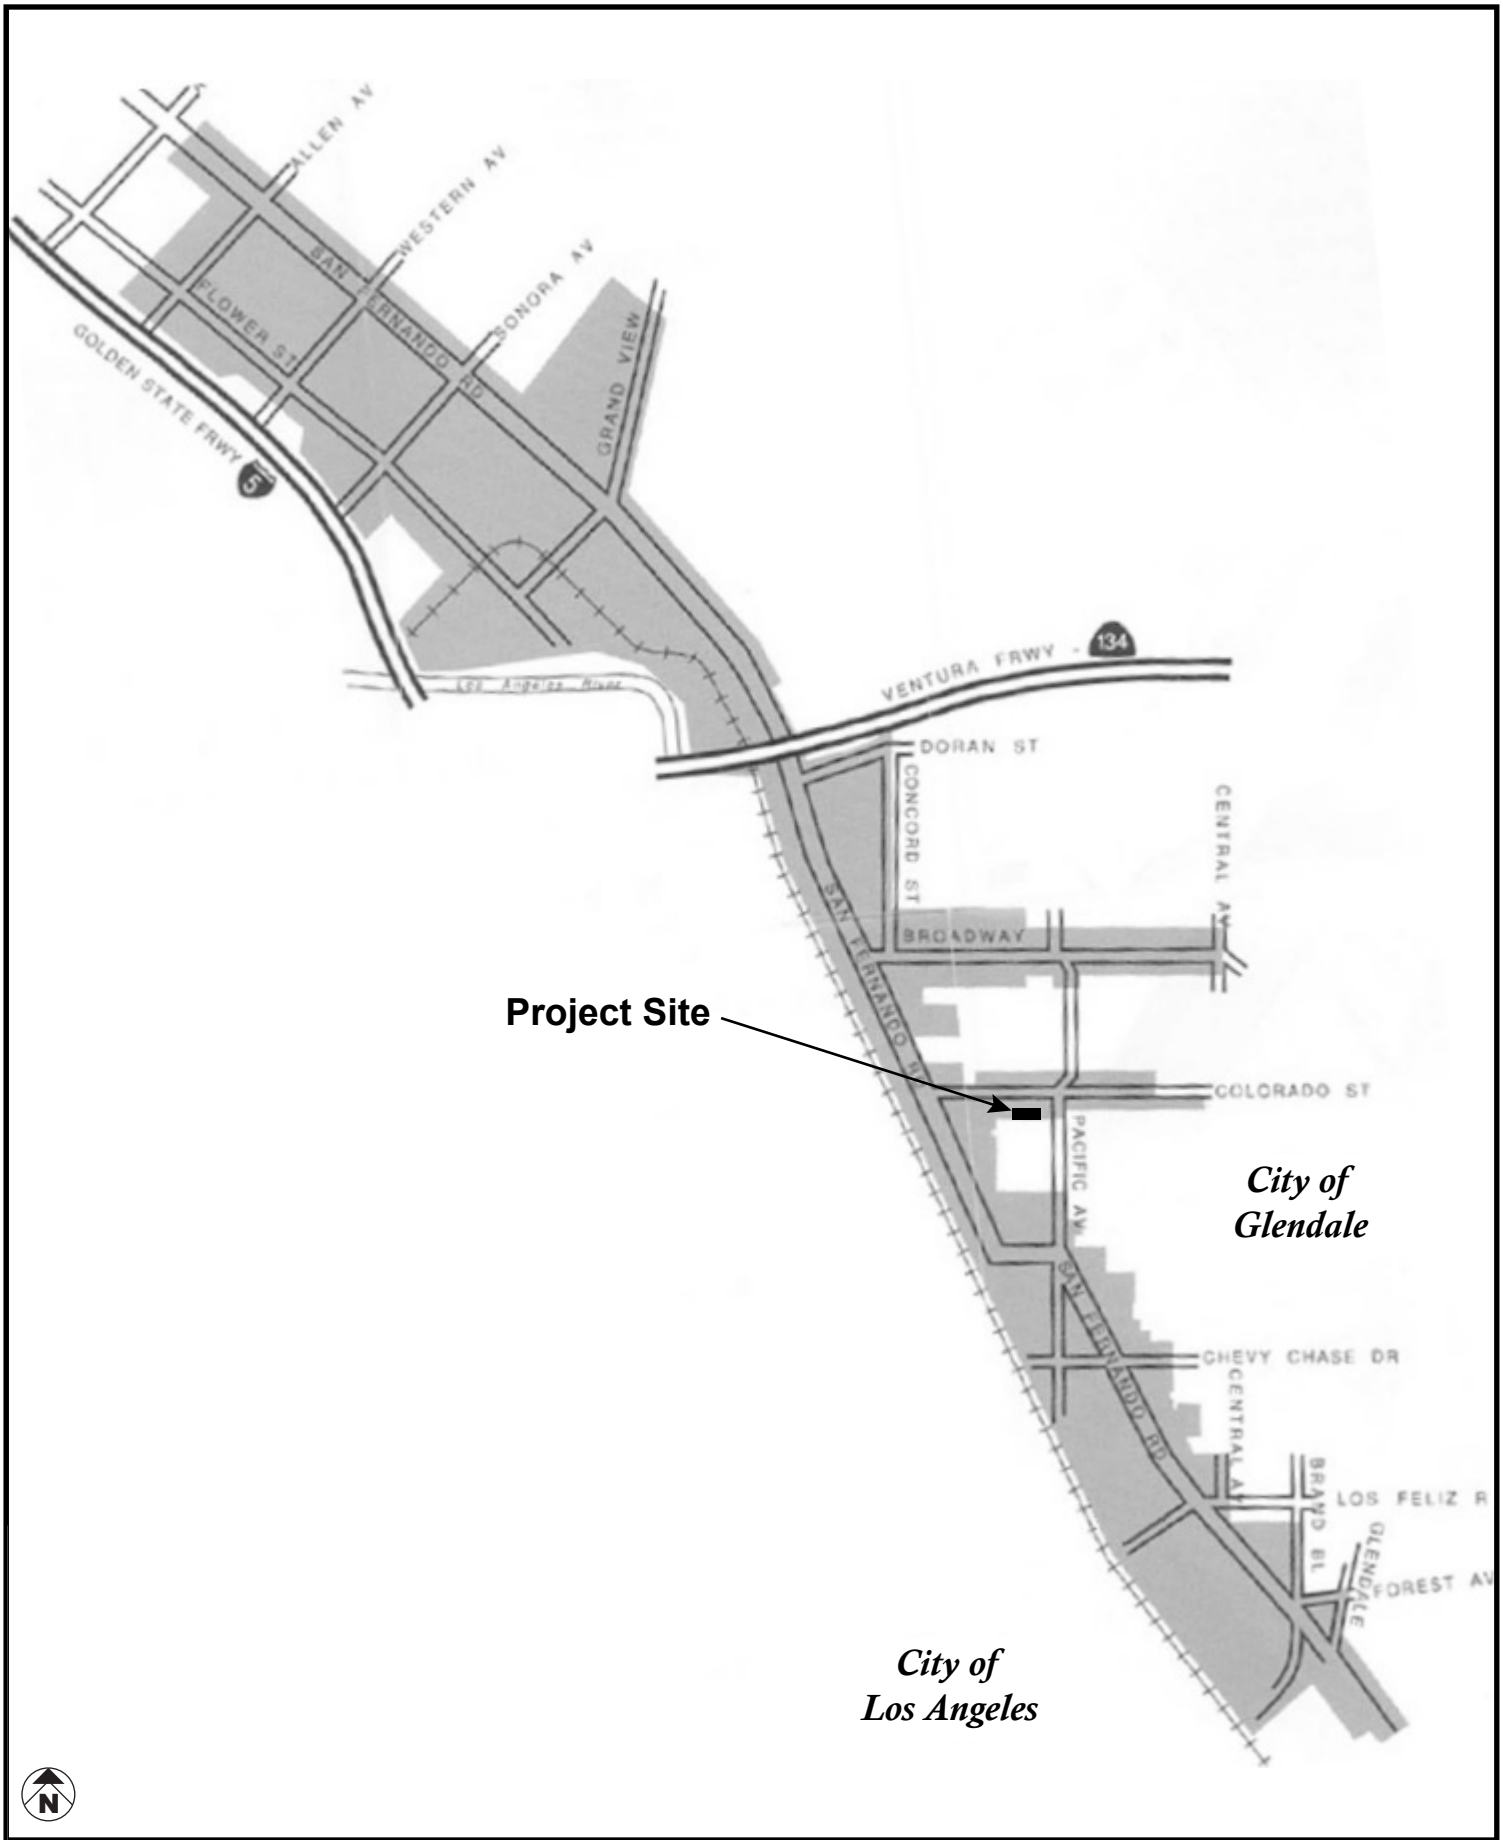 ALLEN AV
WESTERN AV
SONORA AV
SAN FERNANDO RD
FLOWER ST
GRAND VIEW
GOLDEN STATE FRWY
5
134
VENTURA FRWY -
Los Angeles River
DORAN ST
CONCORD ST
CENTRAL AV
SAN FERNANDO R
BROADWAY
Project Site
COLORADO ST
PACIFIC AV
City of
Glendale
SAN FERNANDO RD
CHEVY CHASE DR
CENTRAL AV
BRAND BL
LOS FELIZ R
GLENDALE
FOREST AV
City of
Los Angeles
N